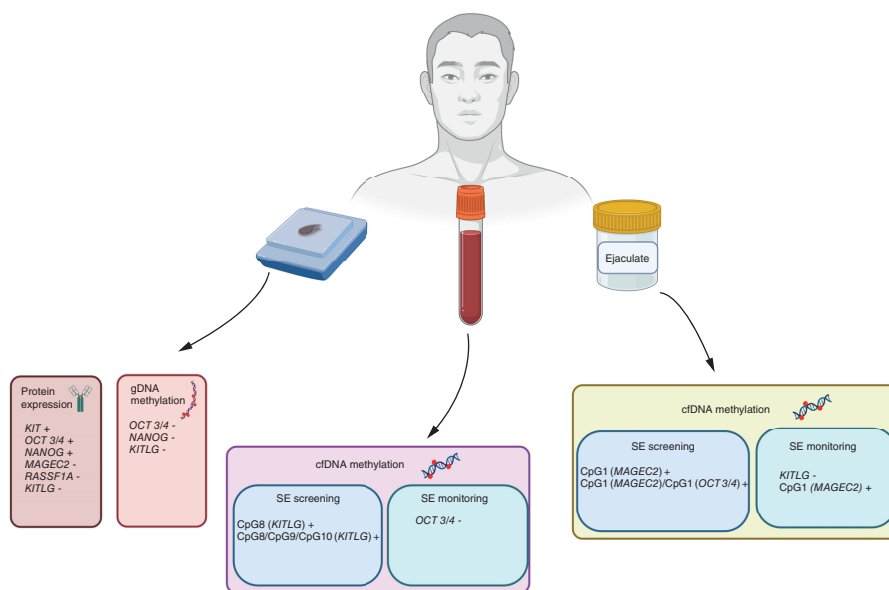 Ejaculate
Protein
expression
KIT +
OCT 3/4 +
NANOG +
MAGEC2 -
RASSF1A -
KITLG -
gDNA
methylation
OCT 3/4 -
NANOG -
KITLG -
cfDNA methylation
SE screening
CpG8 (KITLG) +
CpG8/CpG9/CpG10 (KITLG) +
SE monitoring
OCT 3/4 -
cfDNA methylation
SE screening
CpG1 (MAGEC2) +
CpG1 (MAGEC2)/CpG1 (OCT 3/4) +
SE monitoring
KITLG -
CpG1 (MAGEC2) +